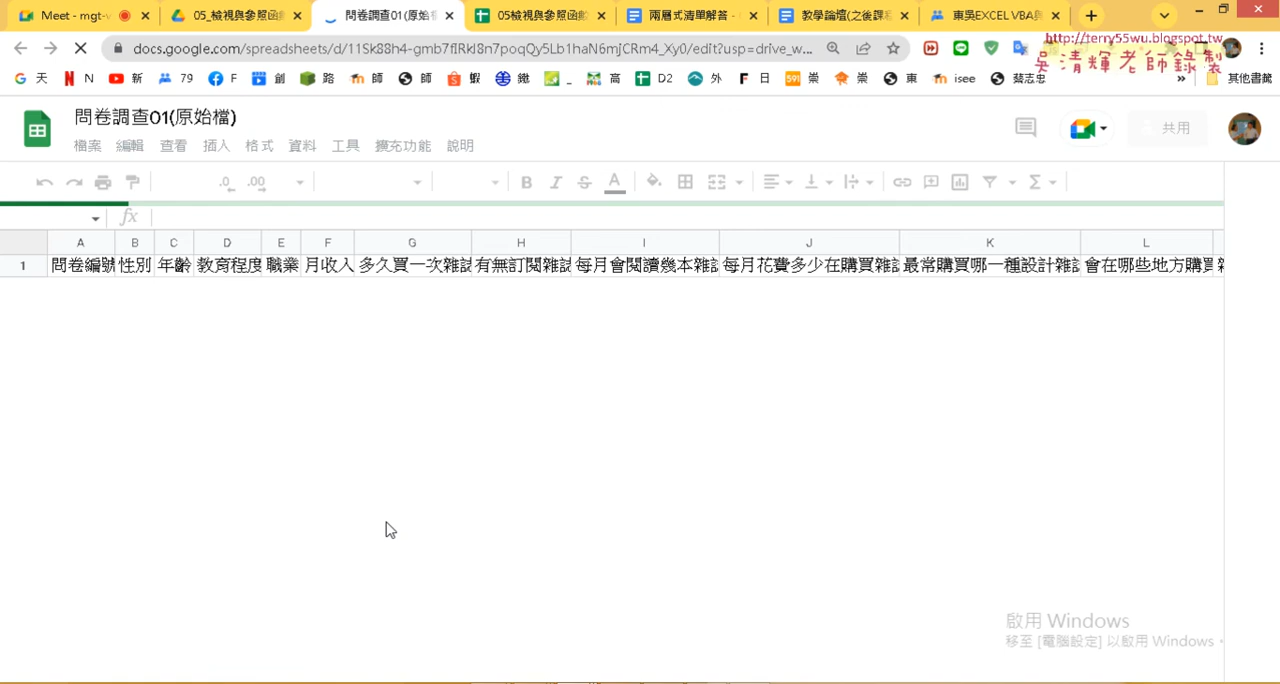 Meet - mgt-
05_檢視與參照函
問卷調查01(原始
05檢視與參照函
兩層式清單解答 -
教學論壇(之後課
東吳EXCEL VBA
http://terry55wu.blogspot.tw
吳清輝老師錄製
docs.google.com/spreadsheets/d/11Sk88h4-gmb7flRkl8n7poqQy5Lb1haN6mJCRm4_Xy0/edit?usp=drive_w...
天 N 新 79 F 創 路 師 師 蝦 鐵 _ 高 D2 外 日 崇 崇 東 isee 蔡志忠 » 其他書籤
問卷調查01(原始檔)
檔案 編輯 查看 插入 格式 資料 工具 擴充功能 說明
共用
.0 .00 B I S A Σ
fx
A B C D E F G H I J K L
1 問卷編號 性別 年齡 教育程度 職業 月收入 多久買一次雜誌 有無訂閱雜誌 每月會閱讀幾本雜誌 每月花費多少在購買雜誌 最常購買哪一種設計雜誌 會在哪些地方購買
啟用 Windows
移至 [電腦設定] 以啟用 Windows。